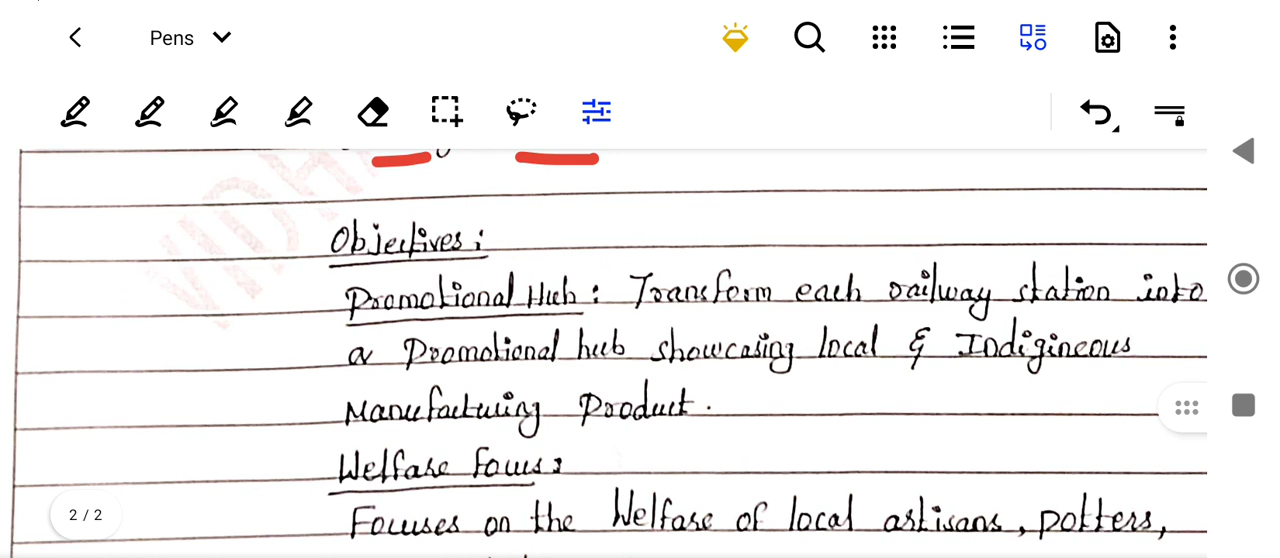 Pens
Objectives :
Promotional Hub : Transform each railway station into
a Promotional hub showcasing local & Indigineous
Manufacturing Product .
Welfare Focus :
Focuses on the Welfare of local artisans, potters,
2 / 2